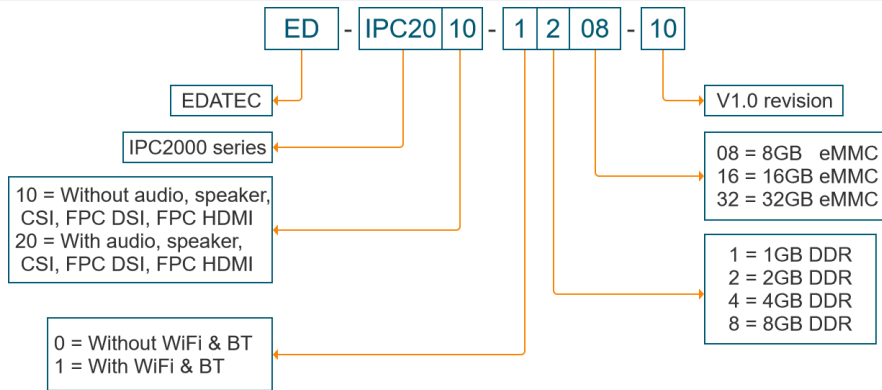 ED - IPC20 10 - 1 2 08 - 10
EDATEC
V1.0 revision
IPC2000 series
08 = 8GB eMMC
16 = 16GB eMMC
32 = 32GB eMMC
10 = Without audio, speaker,
CSI, FPC DSI, FPC HDMI
20 = With audio, speaker,
CSI, FPC DSI, FPC HDMI
1 = 1GB DDR
2 = 2GB DDR
4 = 4GB DDR
8 = 8GB DDR
0 = Without WiFi & BT
1 = With WiFi & BT